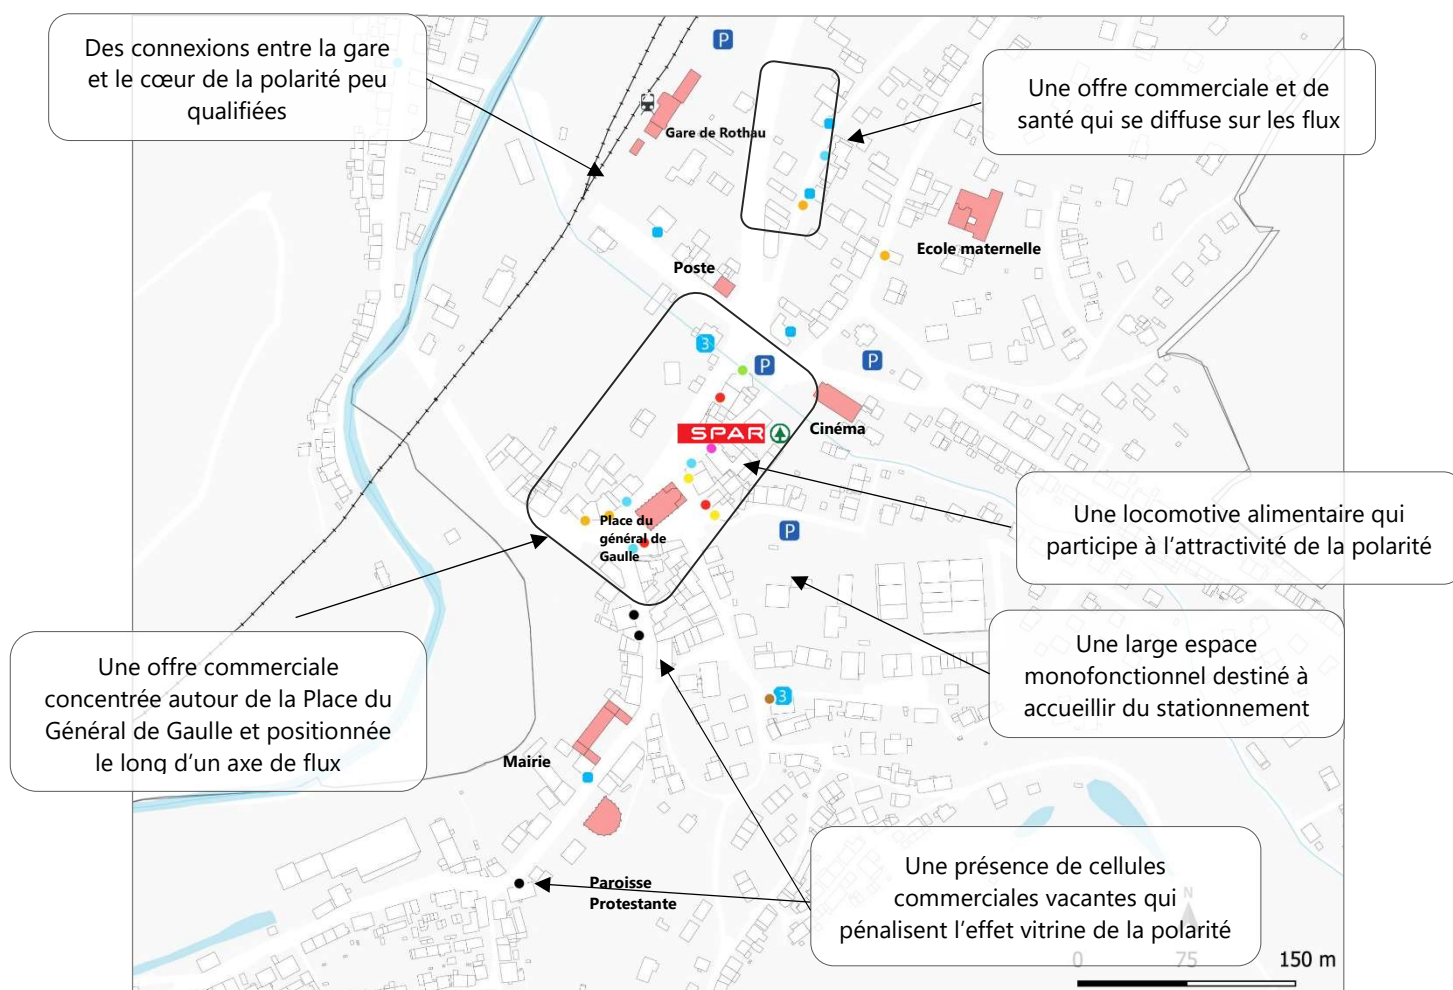 Des connexions entre la gare
et le cœur de la polarité peu
qualifiées
P
Une offre commerciale et de
santé qui se diffuse sur les flux
Gare de Rothau
Ecole maternelle
Poste
3
P
P
SPAR
Cinéma
Place du
général de
Gaulle
P
Une locomotive alimentaire qui
participe à l’attractivité de la polarité
Une large espace
monofonctionnel destiné à
accueillir du stationnement
Une offre commerciale
concentrée autour de la Place du
Général de Gaulle et positionnée
le long d’un axe de flux
3
Mairie
Paroisse
Protestante
Une présence de cellules
commerciales vacantes qui
pénalisent l’effet vitrine de la polarité
N
0 75 150 m